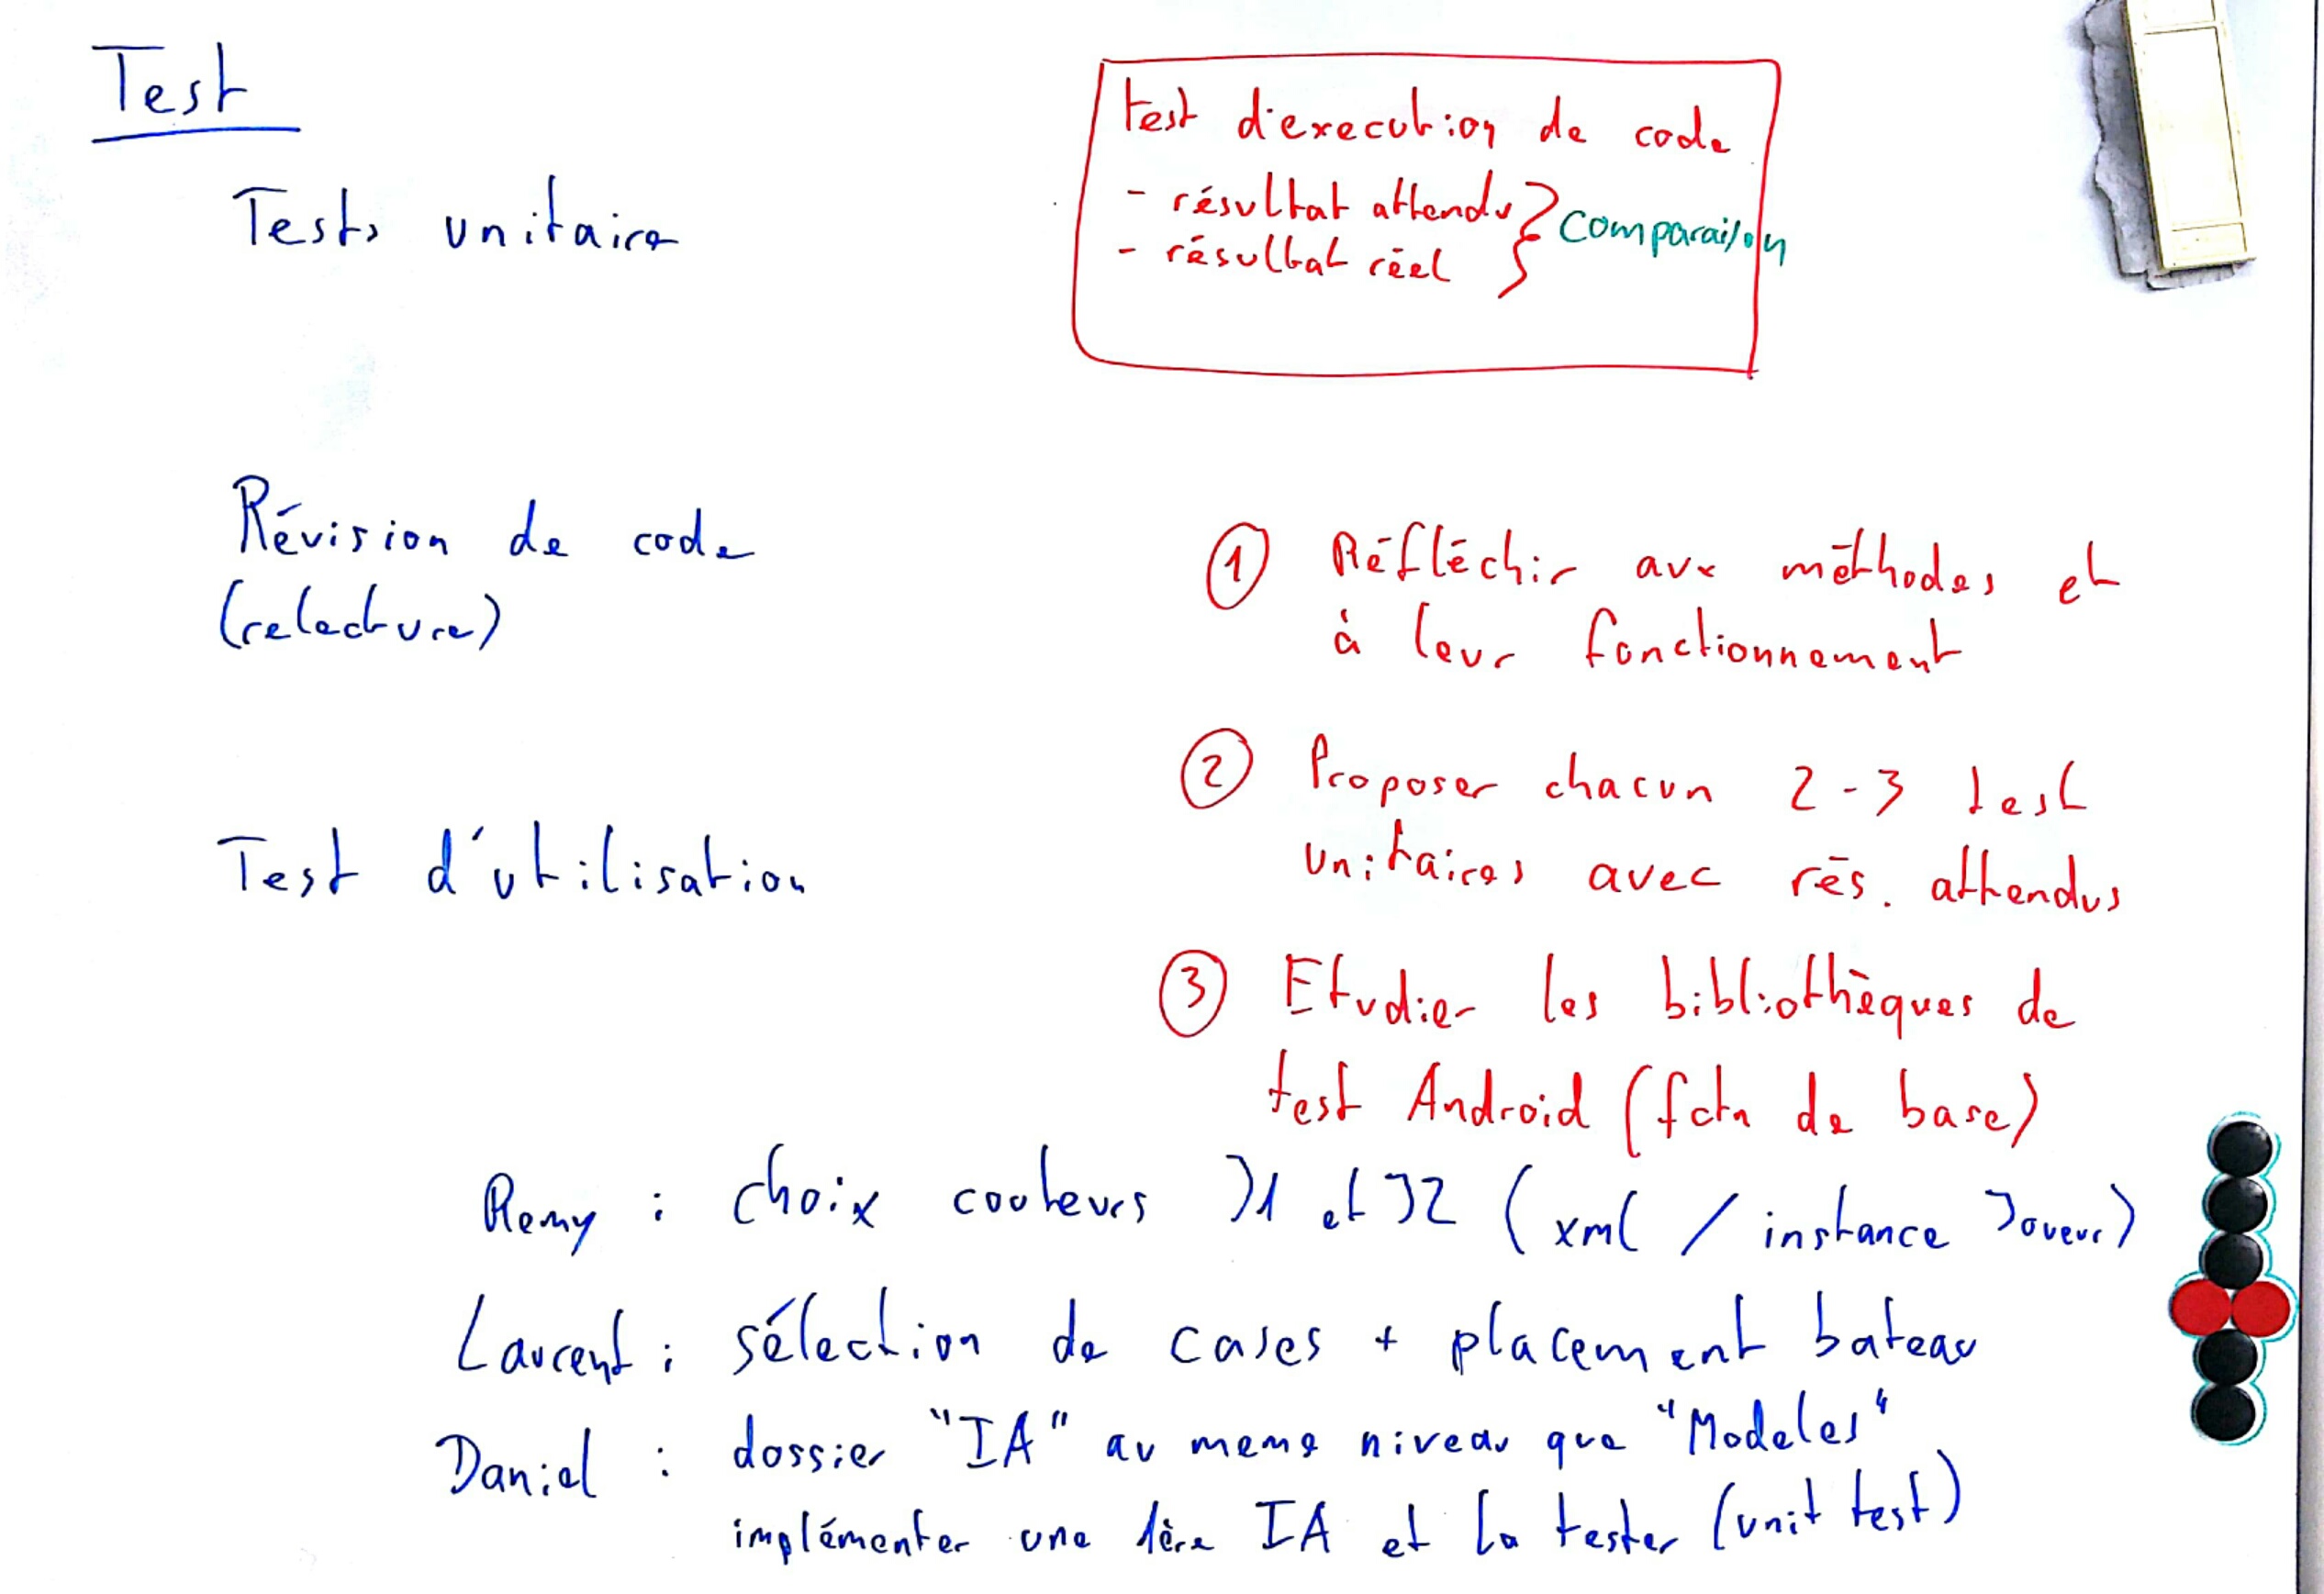 Test
Tests unitaire
test d'execution de code
- résultat attendu
- résultat réel
comparaison
Révision de code
(relecture)
Test d'utilisation
1 Réfléchir aux méthodes et
à leur fonctionnement
2 Proposer chacun 2-3 test
unitaires avec rés. attendus
3 Etudier les bibliothèques de
test Android (fctn de base)
Remy : choix couleurs J1 et J2 (xml / instance Joueur)
Laurent : sélection de cases + placement bateau
Daniel : dossier "IA" au meme niveau que "Modeles"
implémenter une 1ère IA et la tester (unit test)